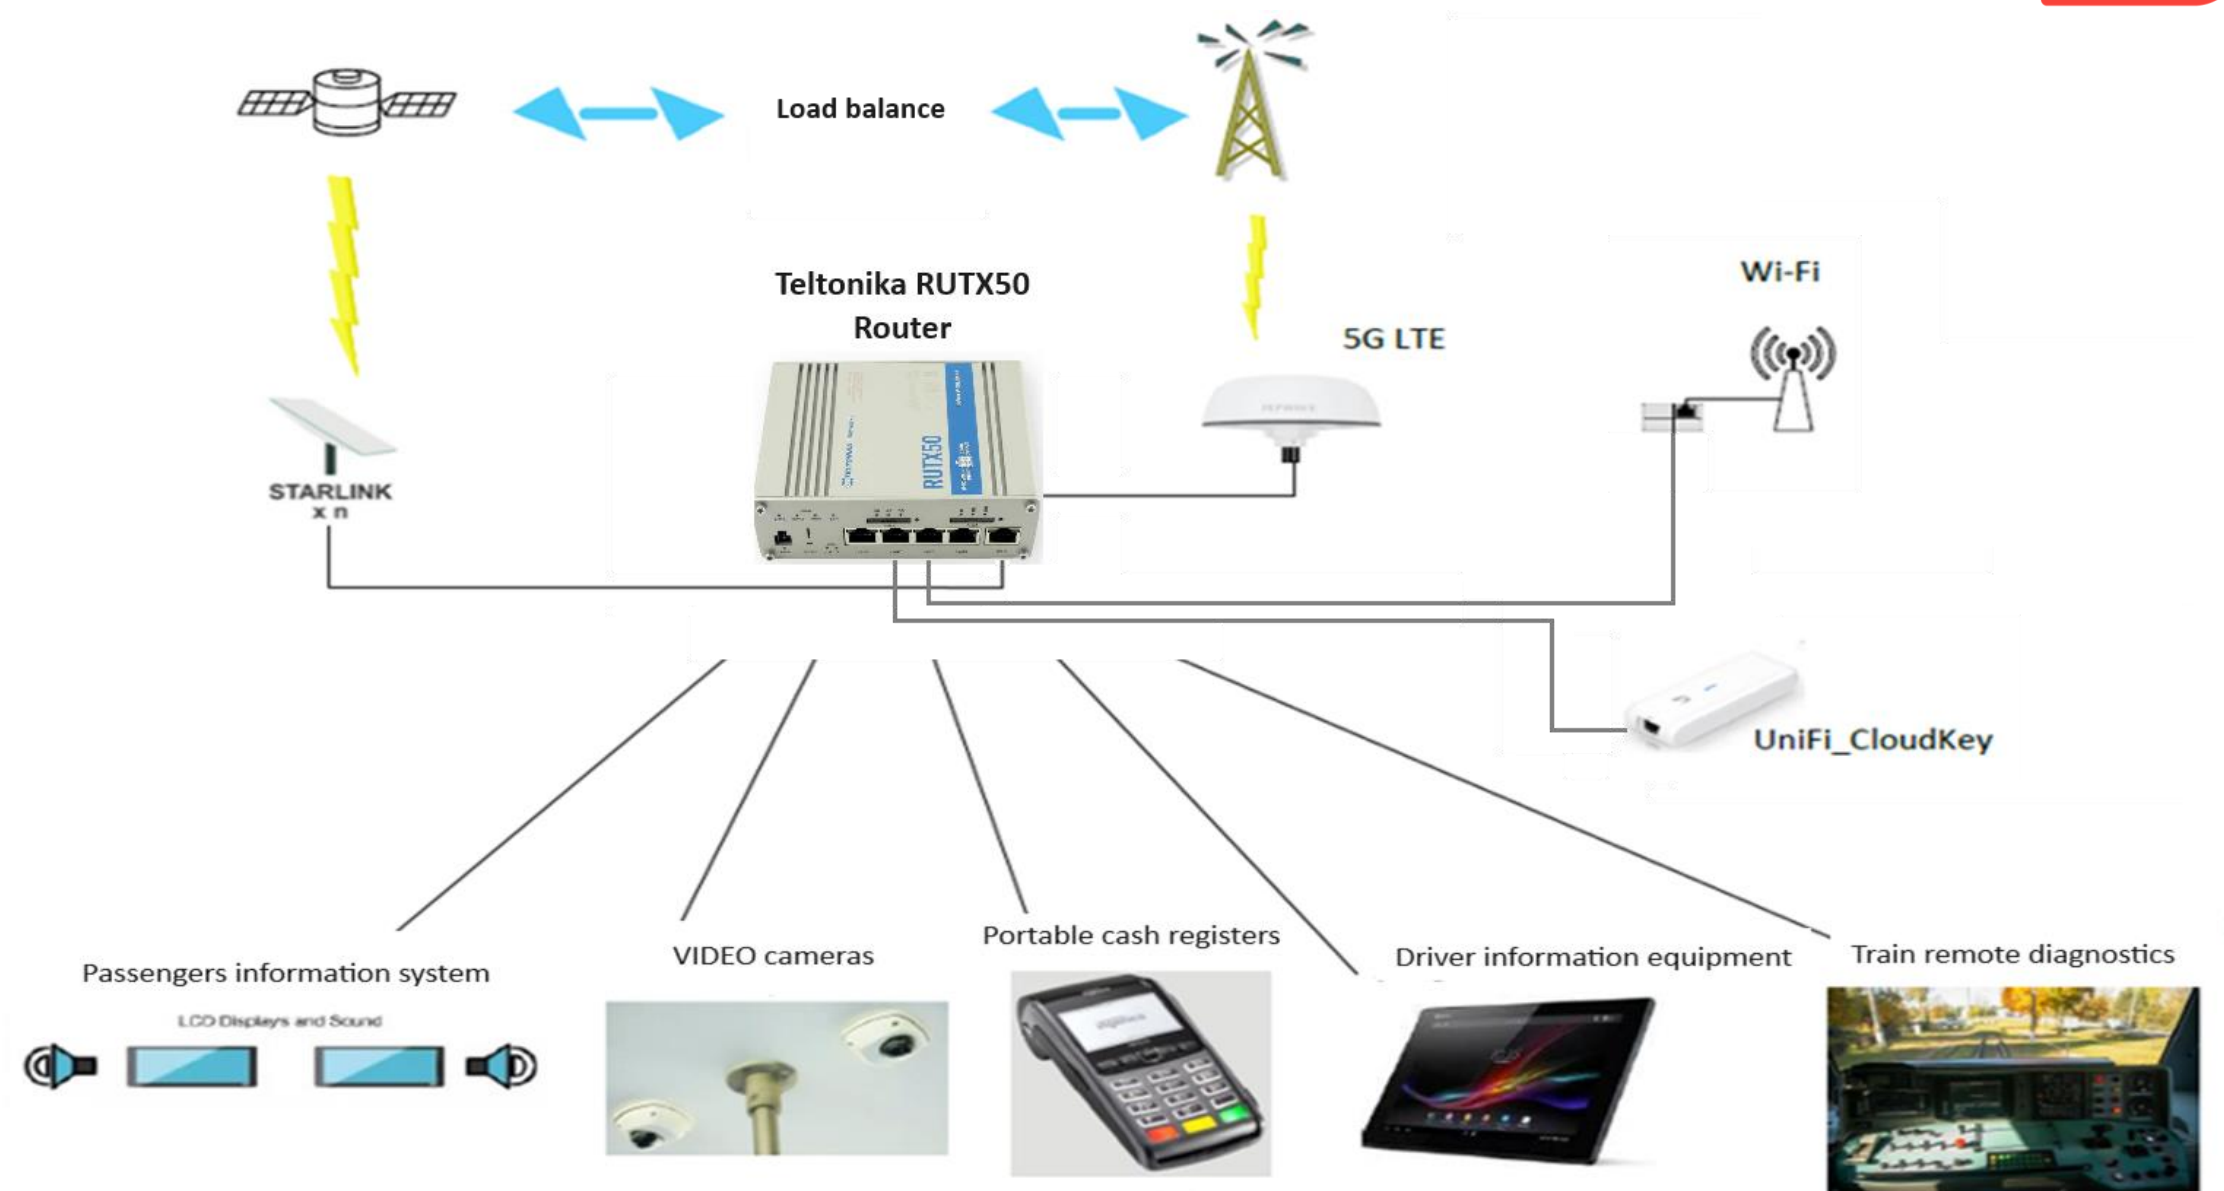 Load balance
Teltonika RUTX50
Router
Wi-Fi
5G LTE
RUTX50
STARLINK
x n
UniFi_CloudKey
Passengers information system
LCD Displays and Sound
VIDEO cameras
Portable cash registers
Driver information equipment
Train remote diagnostics